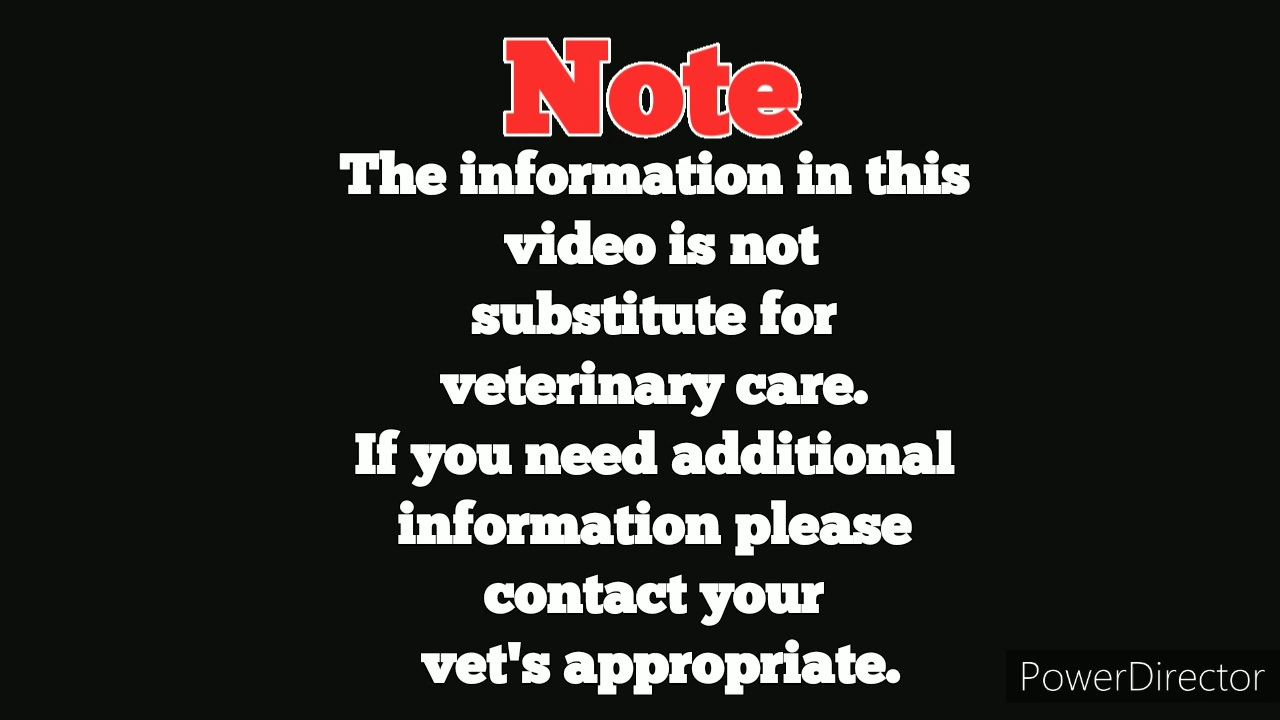 Note
The information in this
video is not
substitute for
veterinary care.
If you need additional
information please
contact your
vet's appropriate.
PowerDirector